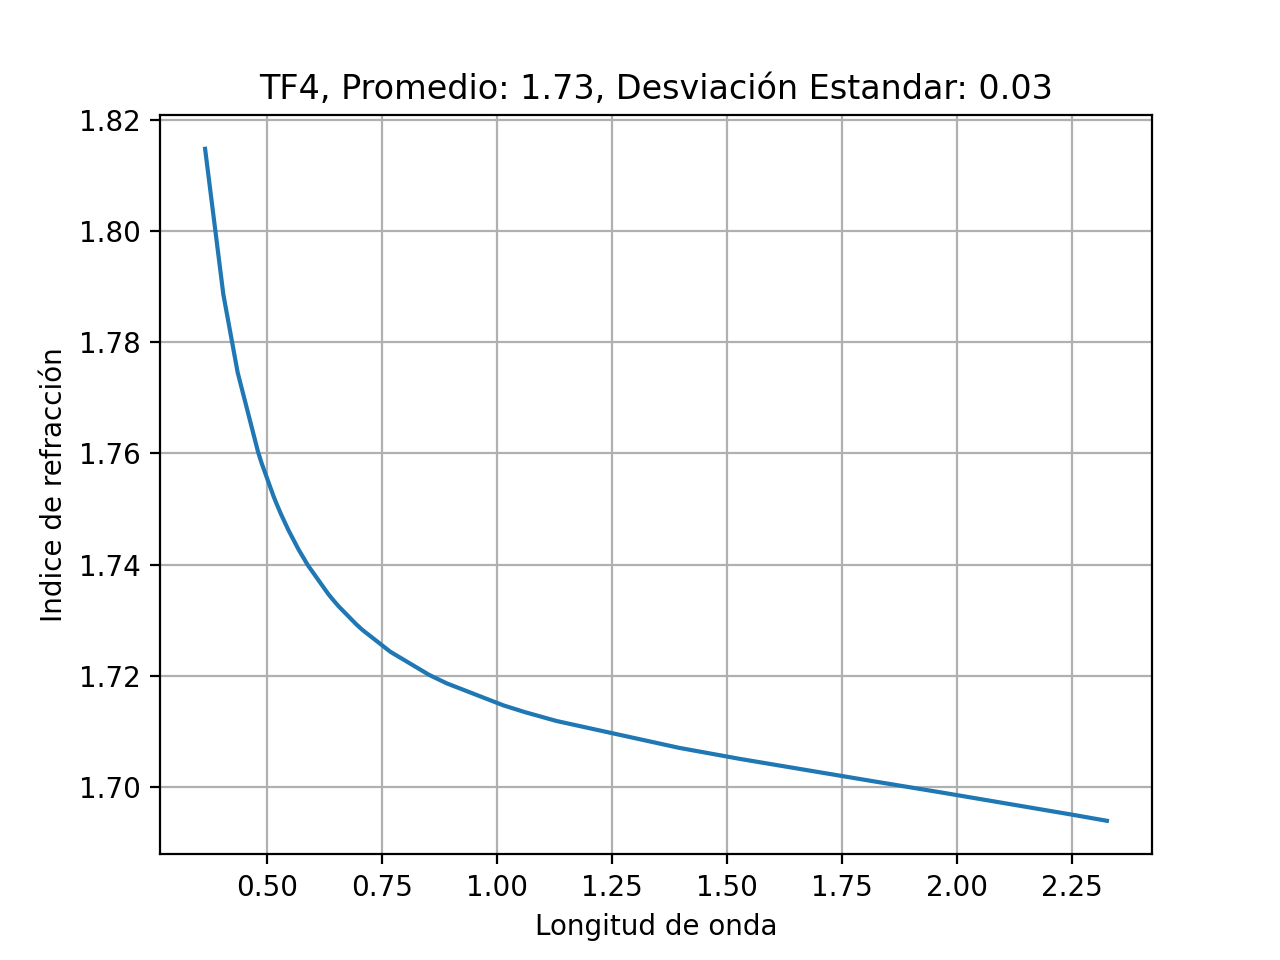 TF4, Promedio: 1.73, Desviación Estandar: 0.03
1.82
1.80
1.78
1.76
1.74
1.72
1.70
Indice de refracción
0.50 0.75 1.00 1.25 1.50 1.75 2.00 2.25
Longitud de onda